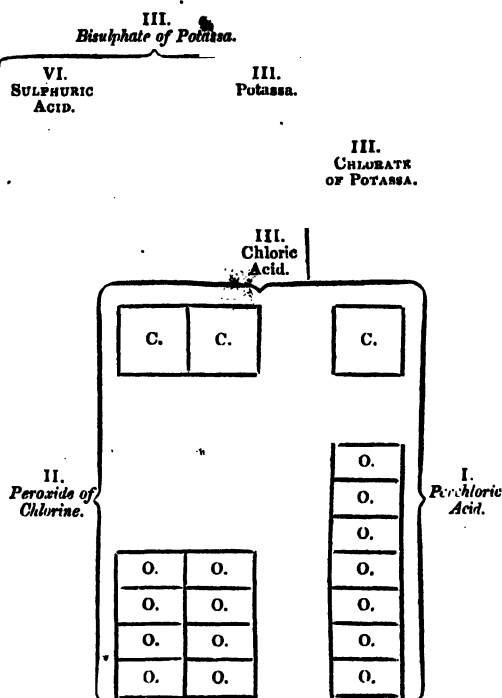 III.
Bisulphate of Potassa.
VI.
SULPHURIC
ACID.
III.
Potassa.
III.
CHLORATE
OF POTASSA.
III.
Chloric
Acid.
C. C. C.
O.
O.
O.
II.
Peroxide of
Chlorine.
I.
Perchloric
Acid.
O. O. O.
O. O. O.
O. O. O.
O. O. O.